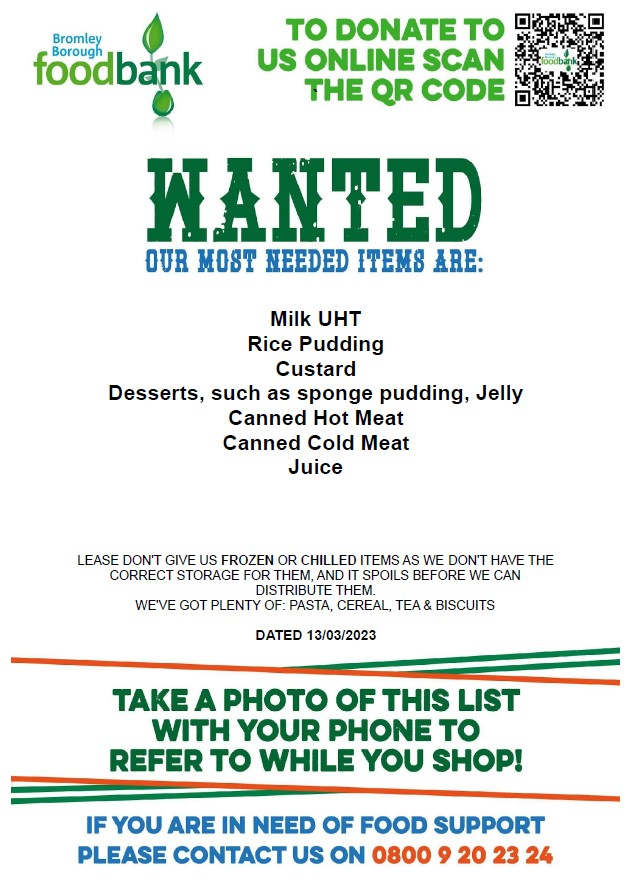 Bromley
Borough
foodbank
TO DONATE TO
US ONLINE SCAN
THE QR CODE
foodbank
WANTED
OUR MOST NEEDED ITEMS ARE:
Milk UHT
Rice Pudding
Custard
Desserts, such as sponge pudding, Jelly
Canned Hot Meat
Canned Cold Meat
Juice
LEASE DON'T GIVE US FROZEN OR CHILLED ITEMS AS WE DON'T HAVE THE
CORRECT STORAGE FOR THEM, AND IT SPOILS BEFORE WE CAN
DISTRIBUTE THEM.
WE'VE GOT PLENTY OF: PASTA, CEREAL, TEA & BISCUITS
DATED 13/03/2023
TAKE A PHOTO OF THIS LIST
WITH YOUR PHONE TO
REFER TO WHILE YOU SHOP!
IF YOU ARE IN NEED OF FOOD SUPPORT
PLEASE CONTACT US ON 0800 9 20 23 24